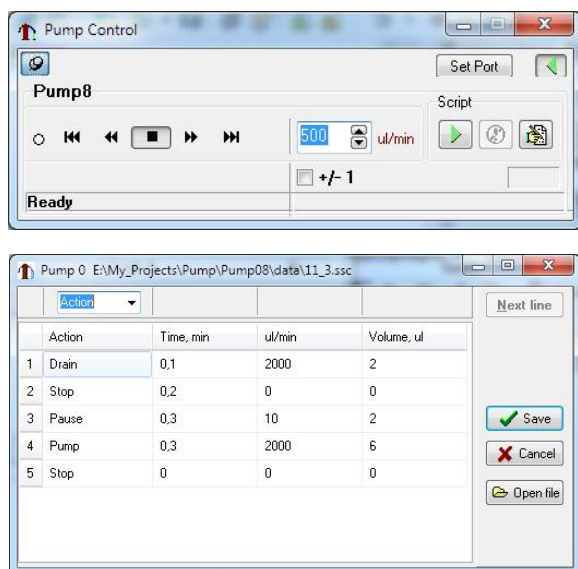 Pump Control
Set Port
Pump8
Script
500 ul/min
+/- 1
Ready
Pump 0 E:\My_Projects\Pump\Pump08\data\11_3.ssc
Action
Next line
Action Time, min ul/min Volume, ul
1 Drain 0,1 2000 2
2 Stop 0,2 0 0
3 Pause 0,3 10 2
4 Pump 0,3 2000 6
5 Stop 0 0 0
Save
Cancel
Open file